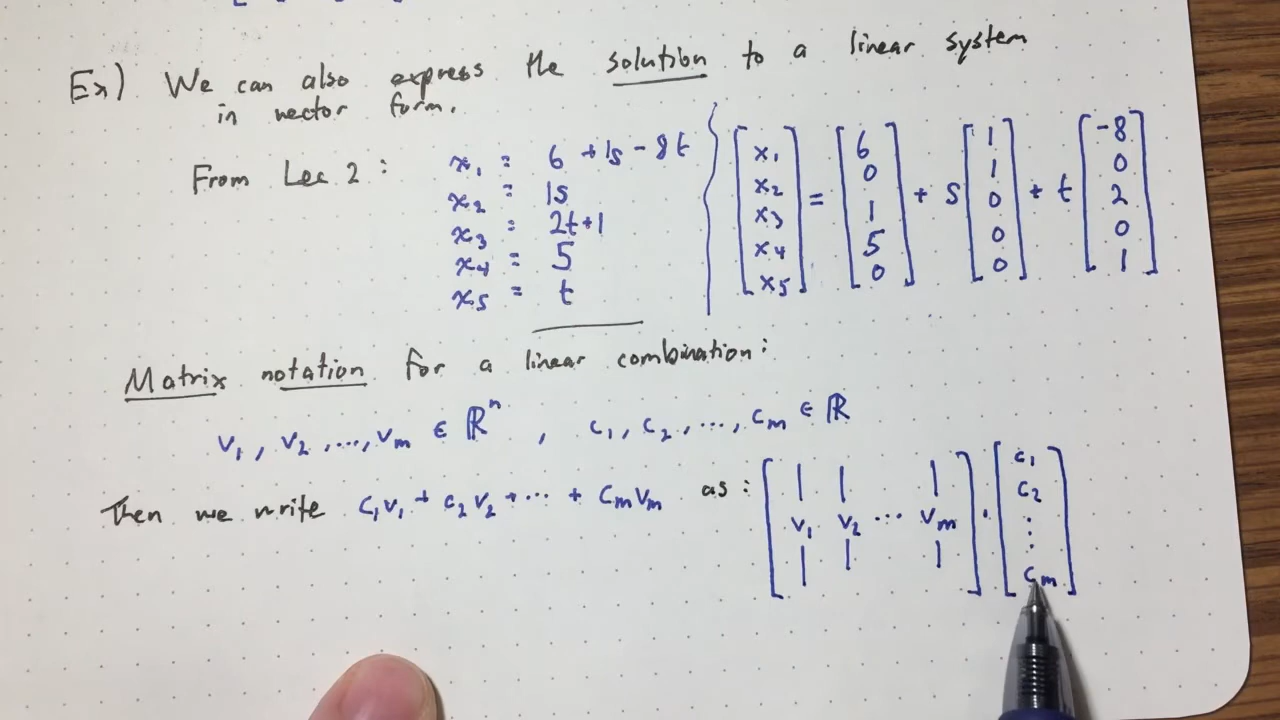 Ex) We can also express the solution to a linear system
in vector form.
From Lec 2:
x₁ = 6 + 1s - 8t
x₂ = 1s
x₃ = 2t+1
x₄ = 5
x₅ = t
[x₁ x₂ x₃ x₄ x₅] = [6 0 1 5 0] + s [1 1 0 0 0] + t [-8 0 2 0 1]
Matrix notation for a linear combination:
v₁, v₂, ..., vₘ ∈ ℝⁿ , c₁, c₂, ..., cₘ ∈ ℝ
Then we write c₁v₁ + c₂v₂ + ... + cₘvₘ as: [v₁ v₂ ... vₘ] · [c₁ c₂ ⋮ cₘ]